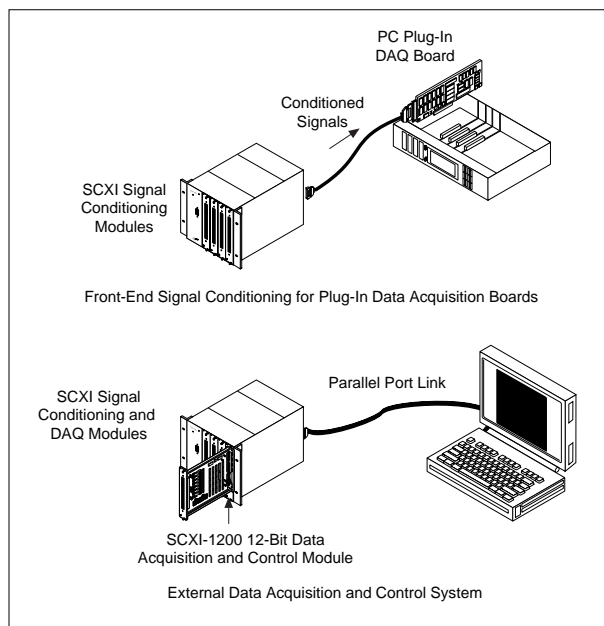 PC Plug-In
DAQ Board
Conditioned
Signals
SCXI Signal
Conditioning
Modules
Front-End Signal Conditioning for Plug-In Data Acquisition Boards
Parallel Port Link
SCXI Signal
Conditioning and
DAQ Modules
SCXI-1200 12-Bit Data
Acquisition and Control Module
External Data Acquisition and Control System